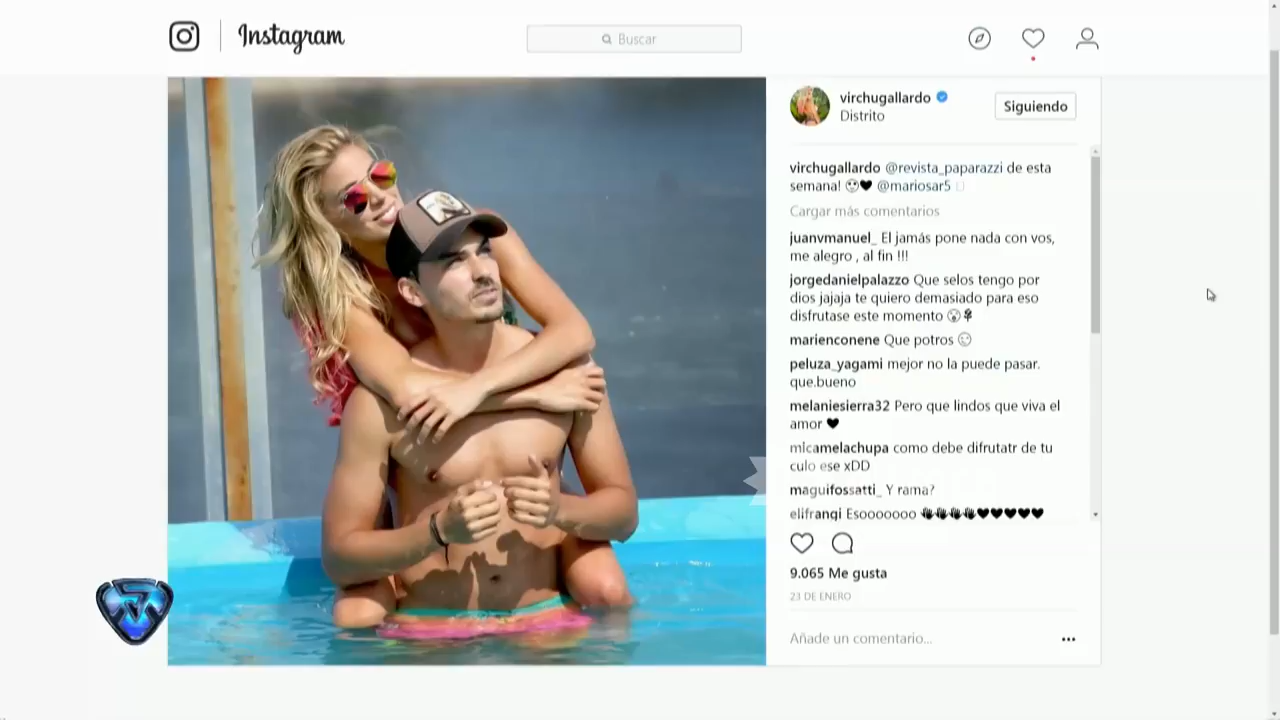 Instagram
Buscar
virchugallardo
Distrito
Siguiendo
virchugallardo @revista_paparazzi de esta
semana! @mariosar5
Cargar más comentarios
juanvmanuel_ El jamás pone nada con vos,
me alegro , al fin !!!
jorgedanielpalazzo Que selos tengo por
dios jajaja te quiero demasiado para eso
disfrutase este momento
marienconene Que potros
peluza_yagami mejor no la puede pasar.
que.bueno
melaniesierra32 Pero que lindos que viva el
amor ♥
mlcamelachupa como debe difrutatr de tu
culo ese xDD
maguifossatti_ Y rama?
elifrangi Esooooooo ♥♥♥♥♥
9.065 Me gusta
23 DE ENERO
Añade un comentario...